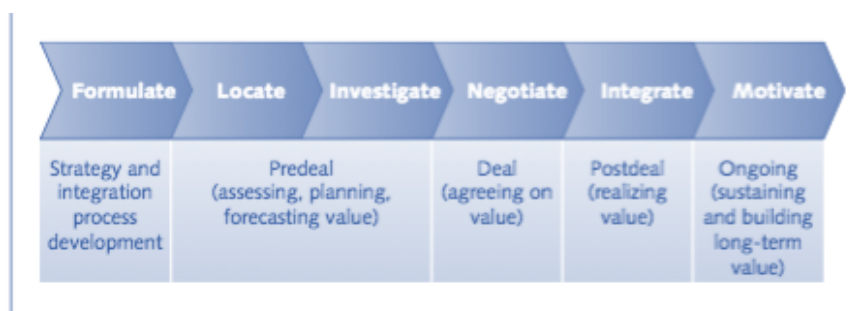 Formulate
Locate
Investigate
Negotiate
Integrate
Motivate
Strategy and
integration
process
development
Predeal
(assessing, planning,
forecasting value)
Deal
(agreeing on
value)
Postdeal
(realizing
value)
Ongoing
(sustaining
and building
long-term
value)